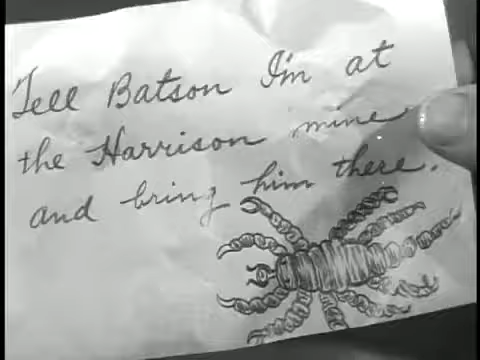 Tell Batson I'm at
the Harrison mine
and bring him there.